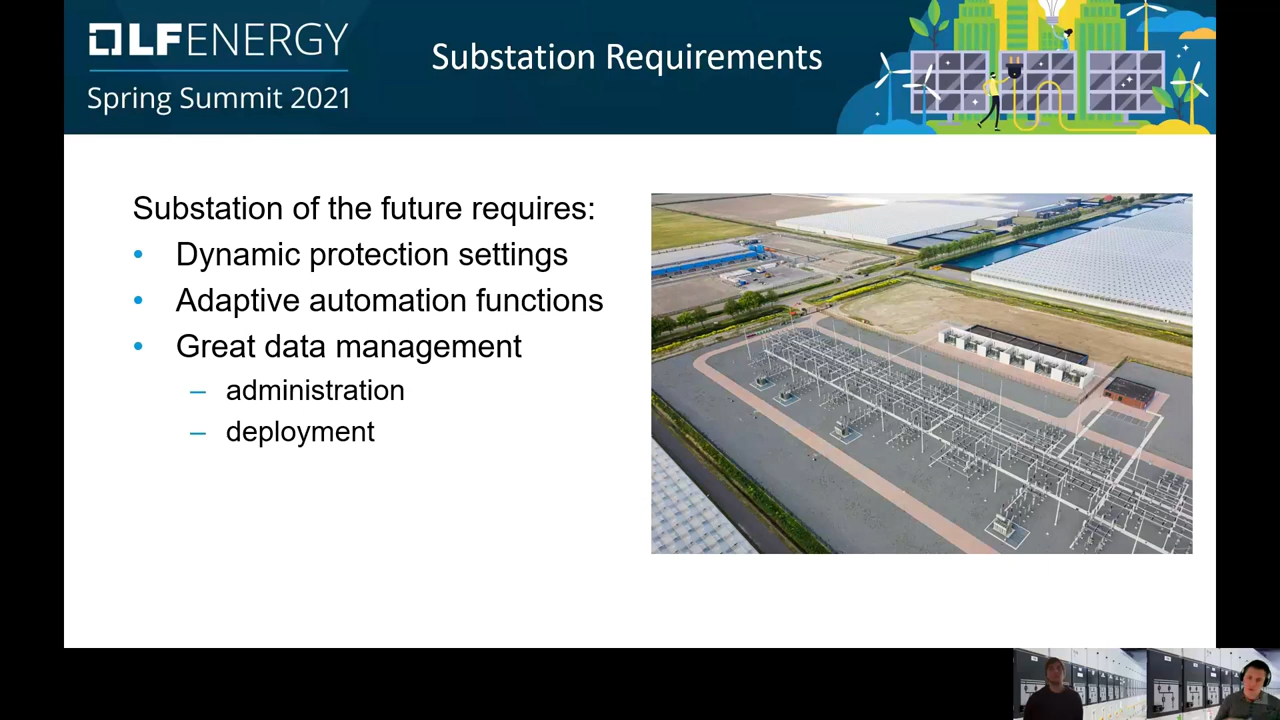 LF ENERGY
Spring Summit 2021
Substation Requirements
Substation of the future requires:
• Dynamic protection settings
• Adaptive automation functions
• Great data management
– administration
– deployment